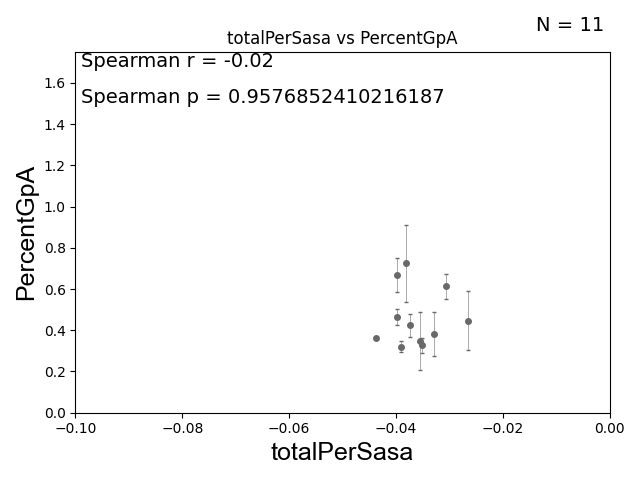 N = 11
totalPerSasa vs PercentGpA
Spearman r = -0.02
Spearman p = 0.9576852410216187
PercentGpA
1.6
1.4
1.2
1.0
0.8
0.6
0.4
0.2
0.0
−0.10 −0.08 −0.06 −0.04 −0.02 0.00
totalPerSasa